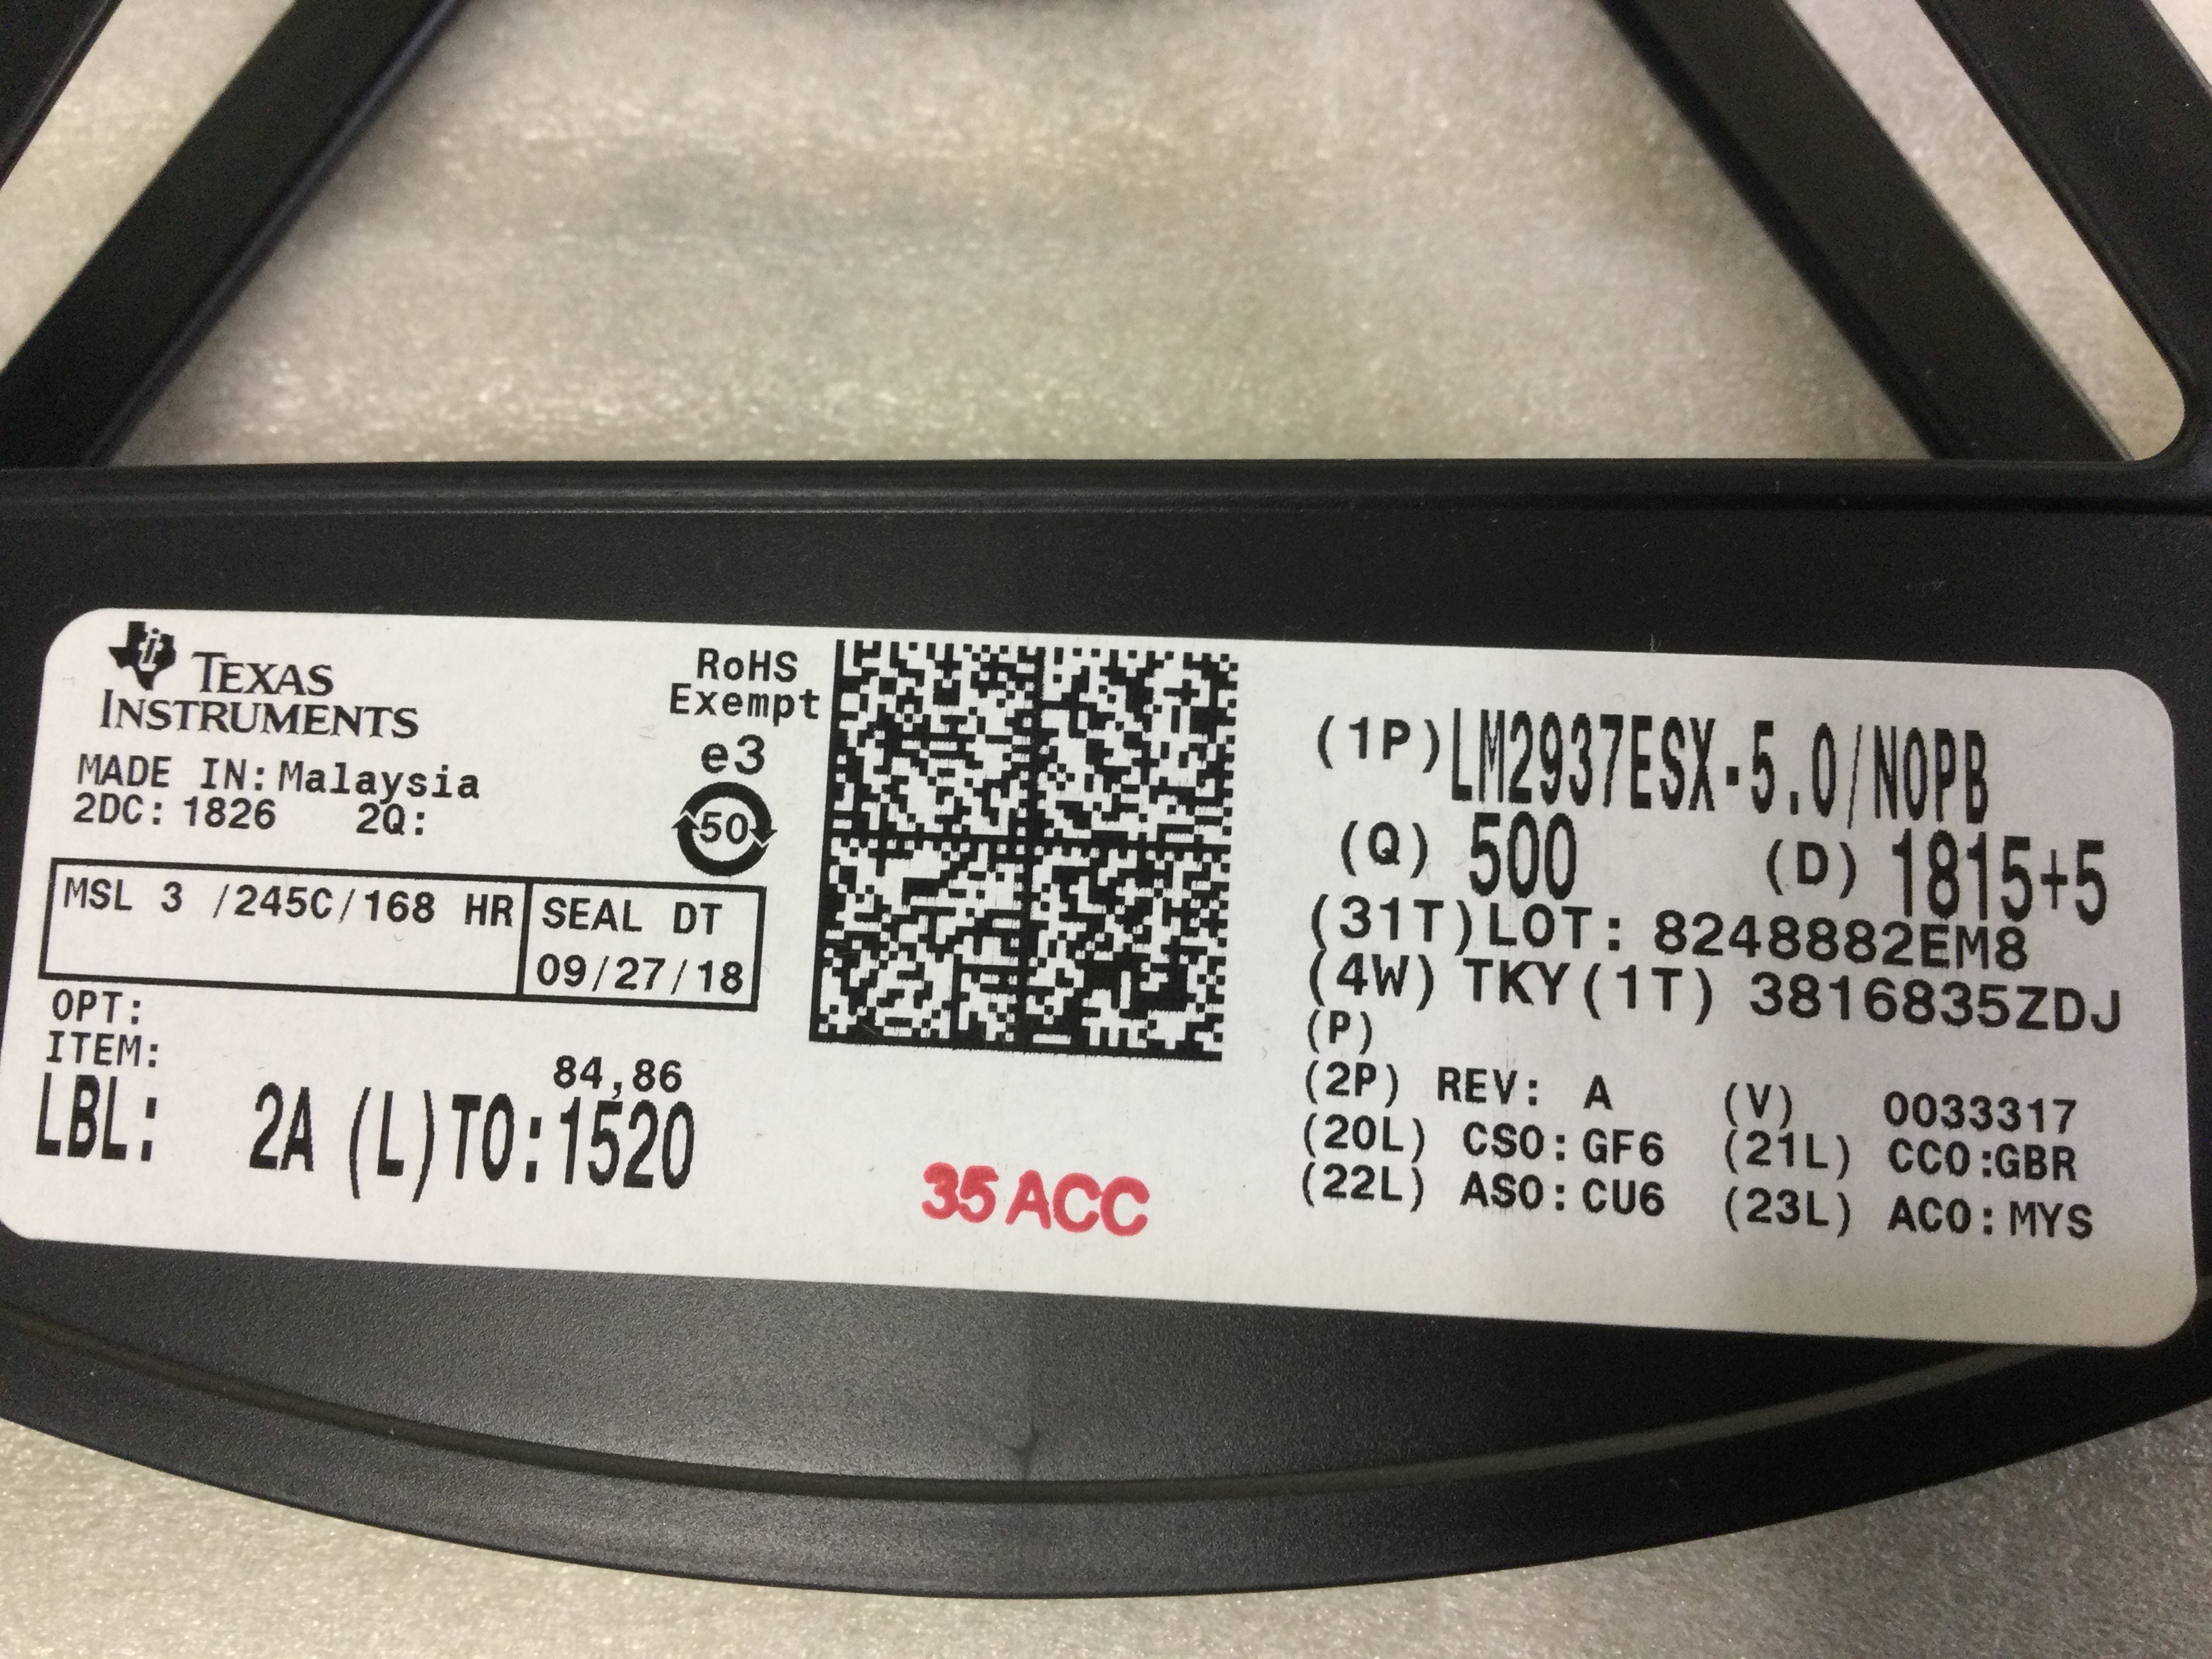 TEXAS
INSTRUMENTS
MADE IN: Malaysia
2DC: 1826 2Q:
RoHS
Exempt
e3
50
MSL 3 /245C/168 HR
SEAL DT
09/27/18
OPT:
ITEM:
84,86
LBL: 2A (L)TO:1520
35 ACC
(1P)LM2937ESX-5.0/NOPB
(Q) 500 (D) 1815+5
(31T)LOT: 8248882EM8
(4W) TKY(1T) 3816835ZDJ
(P)
(2P) REV: A (V) 0033317
(20L) CSO:GF6 (21L) CCO:GBR
(22L) ASO:CU6 (23L) ACO:MYS